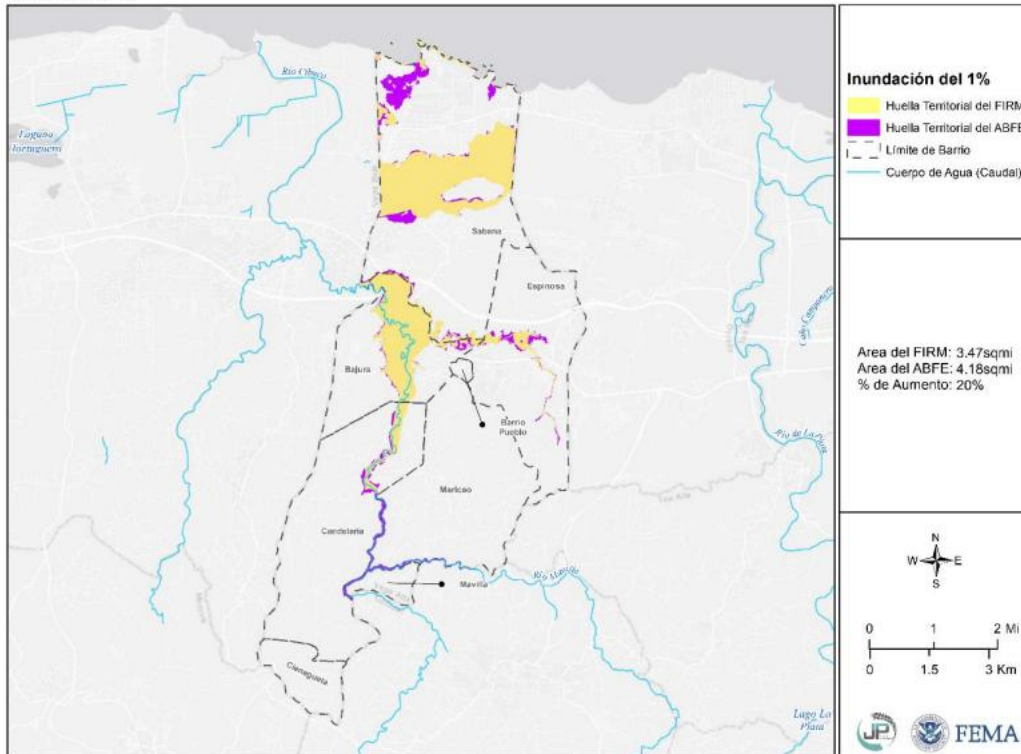 Río Cibuco
Laguna
Tortuguero
Sabana
Espinosa
Bajura
Barrio
Pueblo
Maricao
Candelaria
Río Mavilla
Mavilla
Cienegueta
Río de La Plata
Lago La
Plata
Inundación del 1%
Huella Territorial del FIRM
Huella Territorial del ABFE
Límite de Barrio
Cuerpo de Agua (Caudal)
Area del FIRM: 3.47sqmi
Area del ABFE: 4.18sqmi
% de Aumento: 20%
N
W E
S
0 1 2 Mi
0 1.5 3 Km
JP FEMA